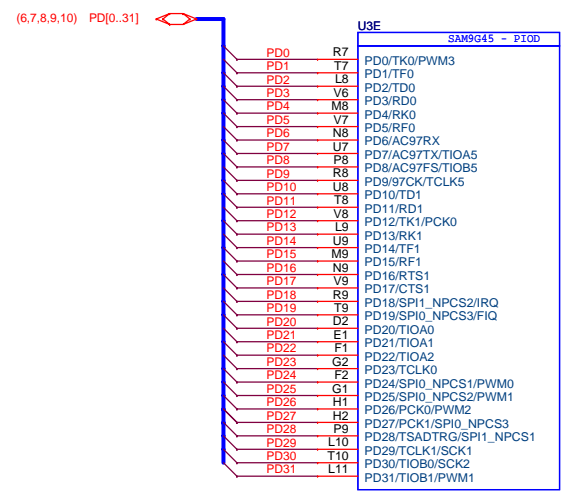 (6,7,8,9,10) PD[0..31]
U3E
SAM9G45 - PIOD
PD0 R7 PD0/TK0/PWM3
PD1 T7 PD1/TF0
PD2 L8 PD2/TD0
PD3 V6 PD3/RD0
PD4 M8 PD4/RK0
PD5 V7 PD5/RF0
PD6 N8 PD6/AC97RX
PD7 U7 PD7/AC97TX/TIOA5
PD8 P8 PD8/AC97FS/TIOB5
PD9 R8 PD9/97CK/TCLK5
PD10 U8 PD10/TD1
PD11 T8 PD11/RD1
PD12 V8 PD12/TK1/PCK0
PD13 L9 PD13/RK1
PD14 U9 PD14/TF1
PD15 M9 PD15/RF1
PD16 N9 PD16/RTS1
PD17 V9 PD17/CTS1
PD18 R9 PD18/SPI1_NPCS2/IRQ
PD19 T9 PD19/SPI0_NPCS3/FIQ
PD20 D2 PD20/TIOA0
PD21 E1 PD21/TIOA1
PD22 F1 PD22/TIOA2
PD23 G2 PD23/TCLK0
PD24 F2 PD24/SPI0_NPCS1/PWM0
PD25 G1 PD25/SPI0_NPCS2/PWM1
PD26 H1 PD26/PCK0/PWM2
PD27 H2 PD27/PCK1/SPI0_NPCS3
PD28 P9 PD28/TSADTRG/SPI1_NPCS1
PD29 L10 PD29/TCLK1/SCK1
PD30 T10 PD30/TIOB0/SCK2
PD31 L11 PD31/TIOB1/PWM1